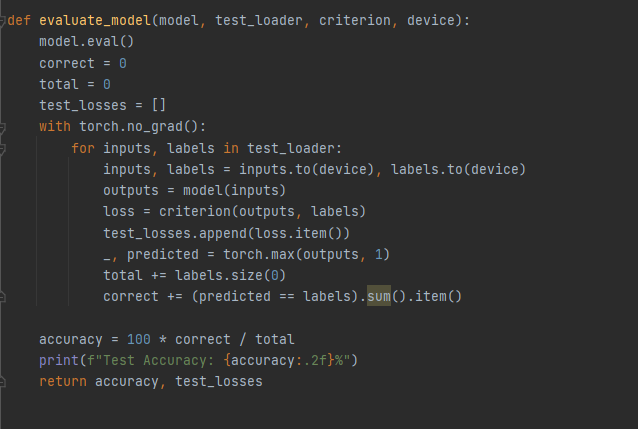 def evaluate_model(model, test_loader, criterion, device):
    model.eval()
    correct = 0
    total = 0
    test_losses = []
    with torch.no_grad():
        for inputs, labels in test_loader:
            inputs, labels = inputs.to(device), labels.to(device)
            outputs = model(inputs)
            loss = criterion(outputs, labels)
            test_losses.append(loss.item())
            _, predicted = torch.max(outputs, 1)
            total += labels.size(0)
            correct += (predicted == labels).sum().item()

    accuracy = 100 * correct / total
    print(f"Test Accuracy: {accuracy:.2f}%")
    return accuracy, test_losses